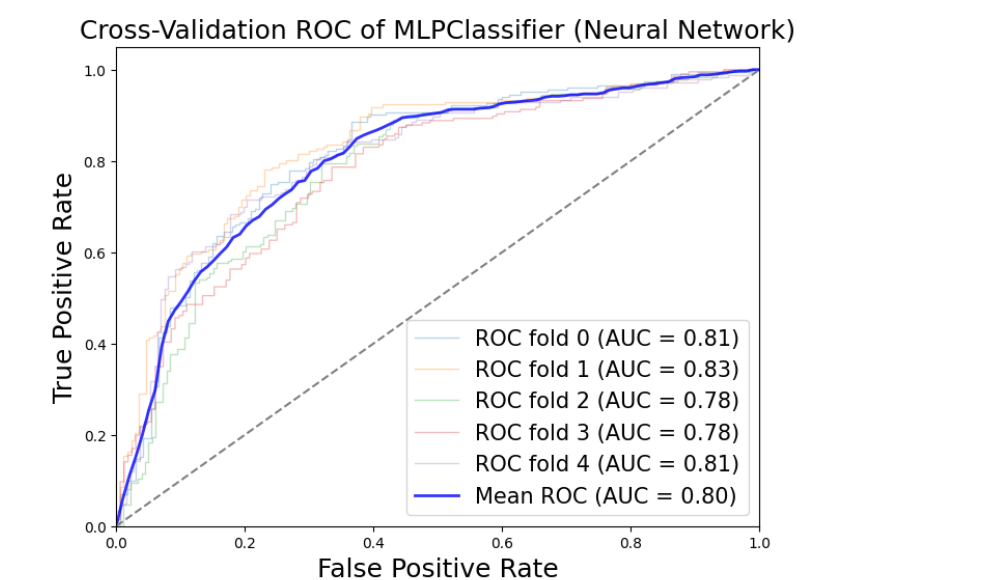 Cross-Validation ROC of MLPClassifier (Neural Network)
True Positive Rate
1.0
0.8
0.6
0.4
0.2
0.0
ROC fold 0 (AUC = 0.81)
ROC fold 1 (AUC = 0.83)
ROC fold 2 (AUC = 0.78)
ROC fold 3 (AUC = 0.78)
ROC fold 4 (AUC = 0.81)
Mean ROC (AUC = 0.80)
0.0 0.2 0.4 0.6 0.8 1.0
False Positive Rate